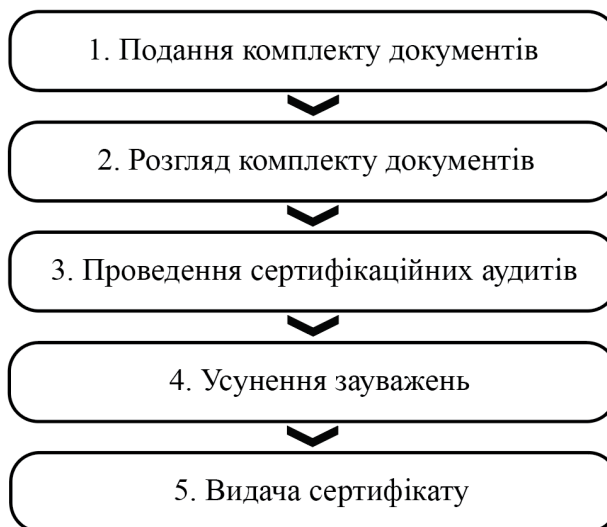 1. Подання комплекту документів
2. Розгляд комплекту документів
3. Проведення сертифікаційних аудитів
4. Усунення зауважень
5. Видача сертифікату